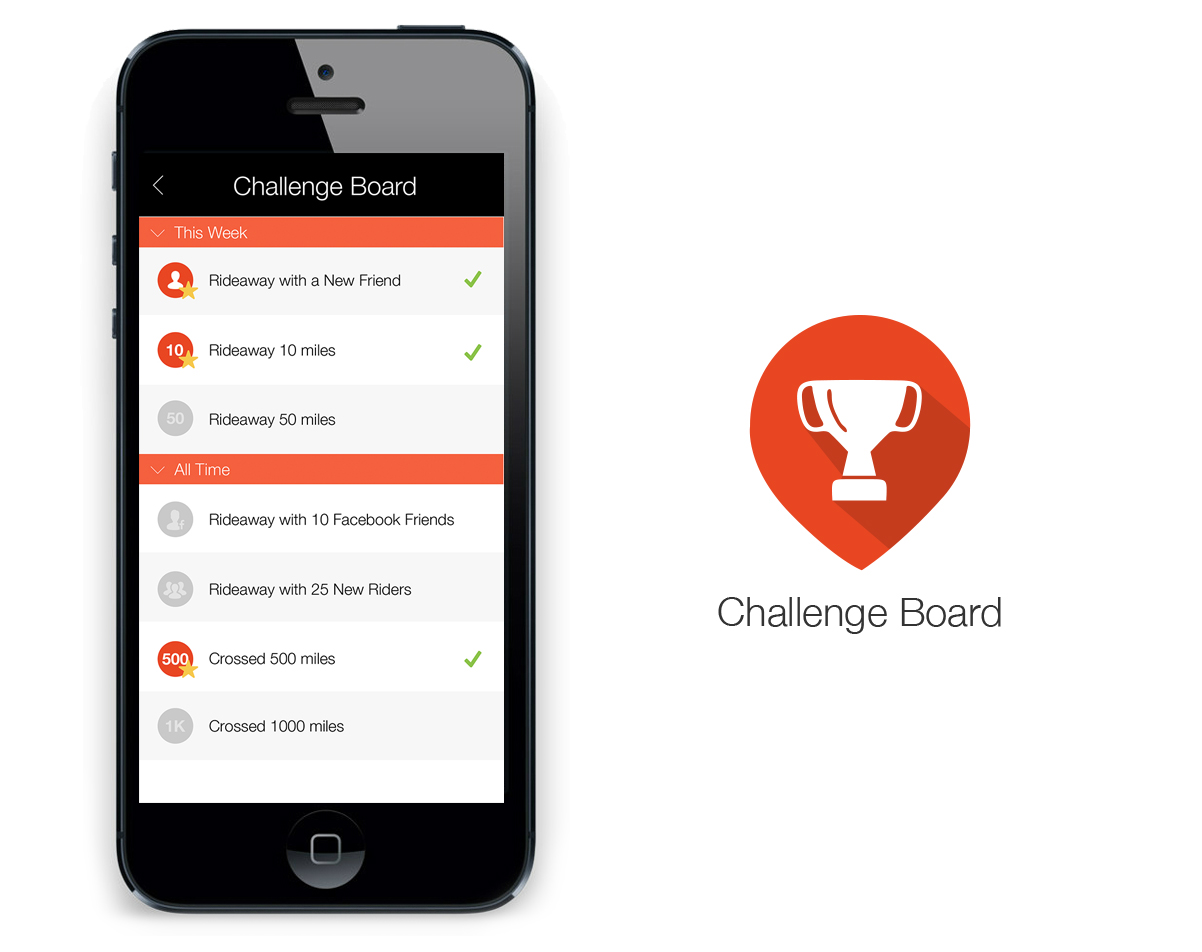 Challenge Board
This Week
Rideaway with a New Friend
10
Rideaway 10 miles
50
Rideaway 50 miles
All Time
f
Rideaway with 10 Facebook Friends
Rideaway with 25 New Riders
500
Crossed 500 miles
1K
Crossed 1000 miles
Challenge Board